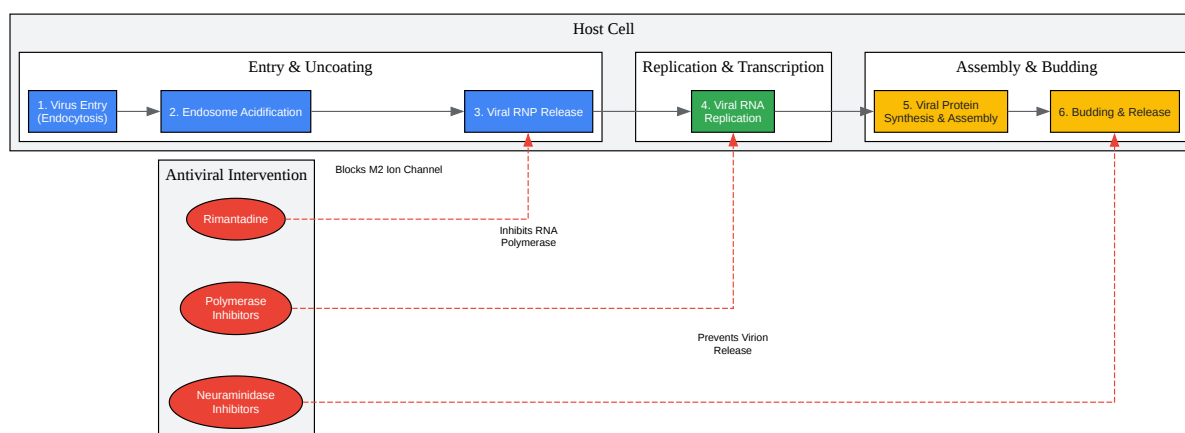 Host Cell
Entry & Uncoating
Replication & Transcription
Assembly & Budding
1. Virus Entry
(Endocytosis)
2. Endosome Acidification
3. Viral RNP Release
4. Viral RNA
Replication
5. Viral Protein
Synthesis & Assembly
6. Budding & Release
Antiviral Intervention
Blocks M2 Ion Channel
Rimantadine
Inhibits RNA
Polymerase
Polymerase
Inhibitors
Prevents Virion
Release
Neuraminidase
Inhibitors